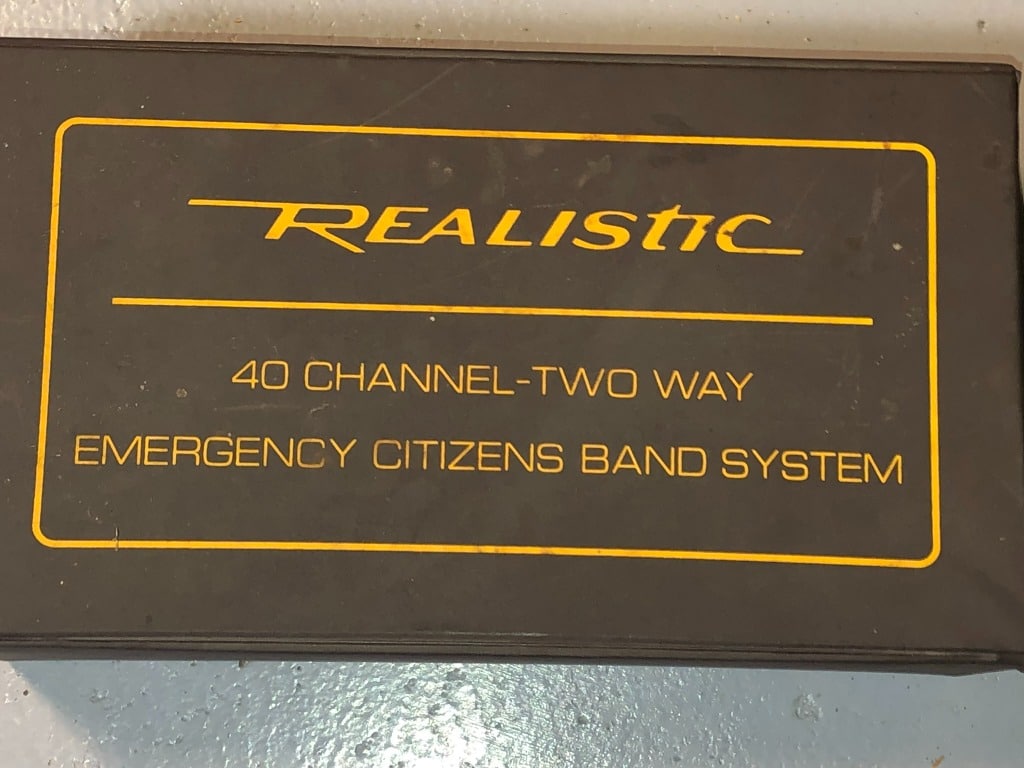 REALISTIC
40 CHANNEL-TWO WAY
EMERGENCY CITIZENS BAND SYSTEM